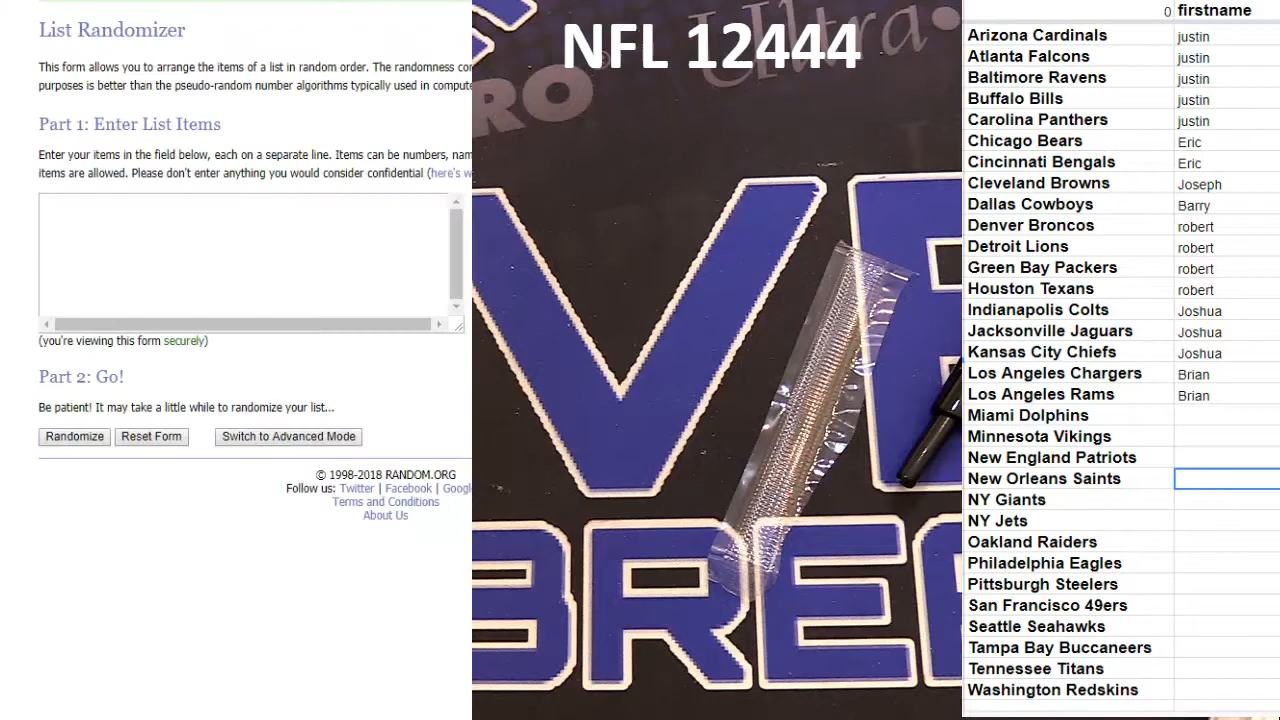 List Randomizer
This form allows you to arrange the items of a list in random order. The randomness co
purposes is better than the pseudo-random number algorithms typically used in compute
Part 1: Enter List Items
Enter your items in the field below, each on a separate line. Items can be numbers, nam
items are allowed. Please don't enter anything you would consider confidential (here's w
(you're viewing this form securely)
Part 2: Go!
Be patient! It may take a little while to randomize your list...
Randomize Reset Form Switch to Advanced Mode
© 1998-2018 RANDOM.ORG
Follow us: Twitter | Facebook | Googl
Terms and Conditions
About Us
NFL 12444
Ultra
RO
V
BRE
0 firstname
Arizona Cardinals justin
Atlanta Falcons justin
Baltimore Ravens justin
Buffalo Bills justin
Carolina Panthers justin
Chicago Bears Eric
Cincinnati Bengals Eric
Cleveland Browns Joseph
Dallas Cowboys Barry
Denver Broncos robert
Detroit Lions robert
Green Bay Packers robert
Houston Texans robert
Indianapolis Colts Joshua
Jacksonville Jaguars Joshua
Kansas City Chiefs Joshua
Los Angeles Chargers Brian
Los Angeles Rams Brian
Miami Dolphins
Minnesota Vikings
New England Patriots
New Orleans Saints
NY Giants
NY Jets
Oakland Raiders
Philadelphia Eagles
Pittsburgh Steelers
San Francisco 49ers
Seattle Seahawks
Tampa Bay Buccaneers
Tennessee Titans
Washington Redskins